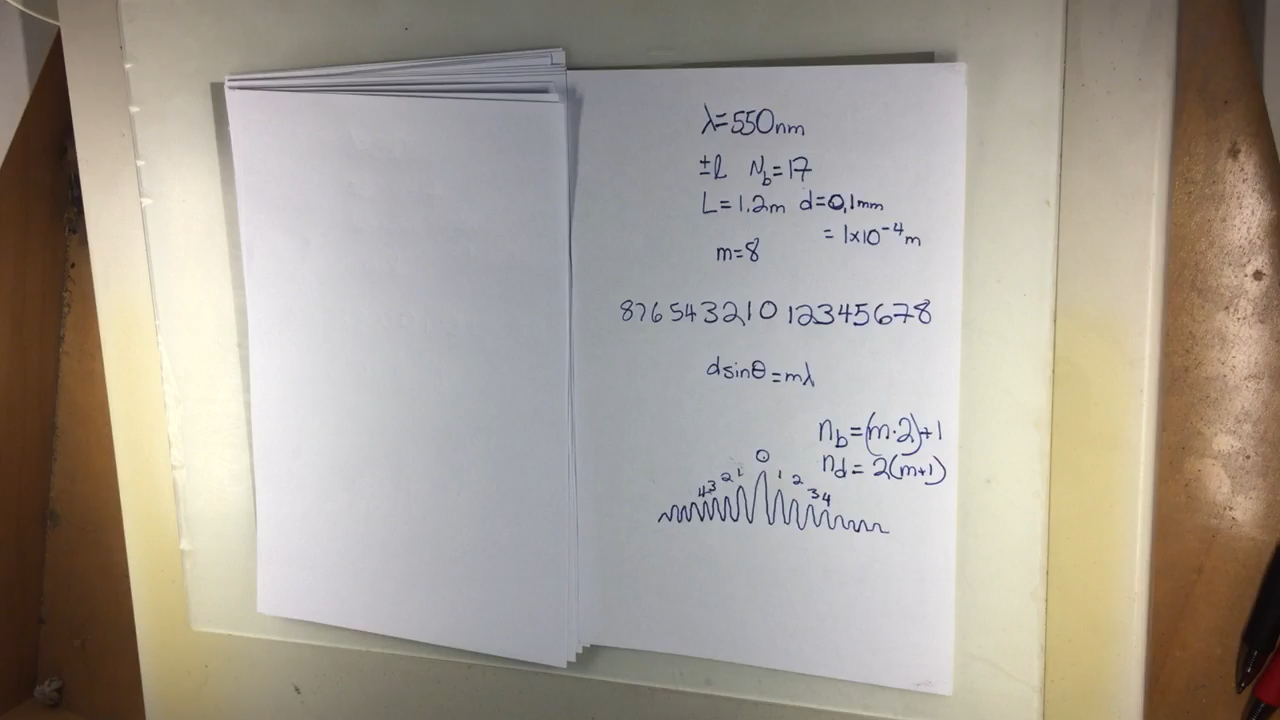 λ=550nm
±l N_b=17
L=1.2m d=0,1mm
= 1x10⁻⁴m
m=8
876543210 12345678
dsinθ=mλ
n_b=(m·2)+1
n_d=2(m+1)
0
4 3 2 1 1 2 3 4